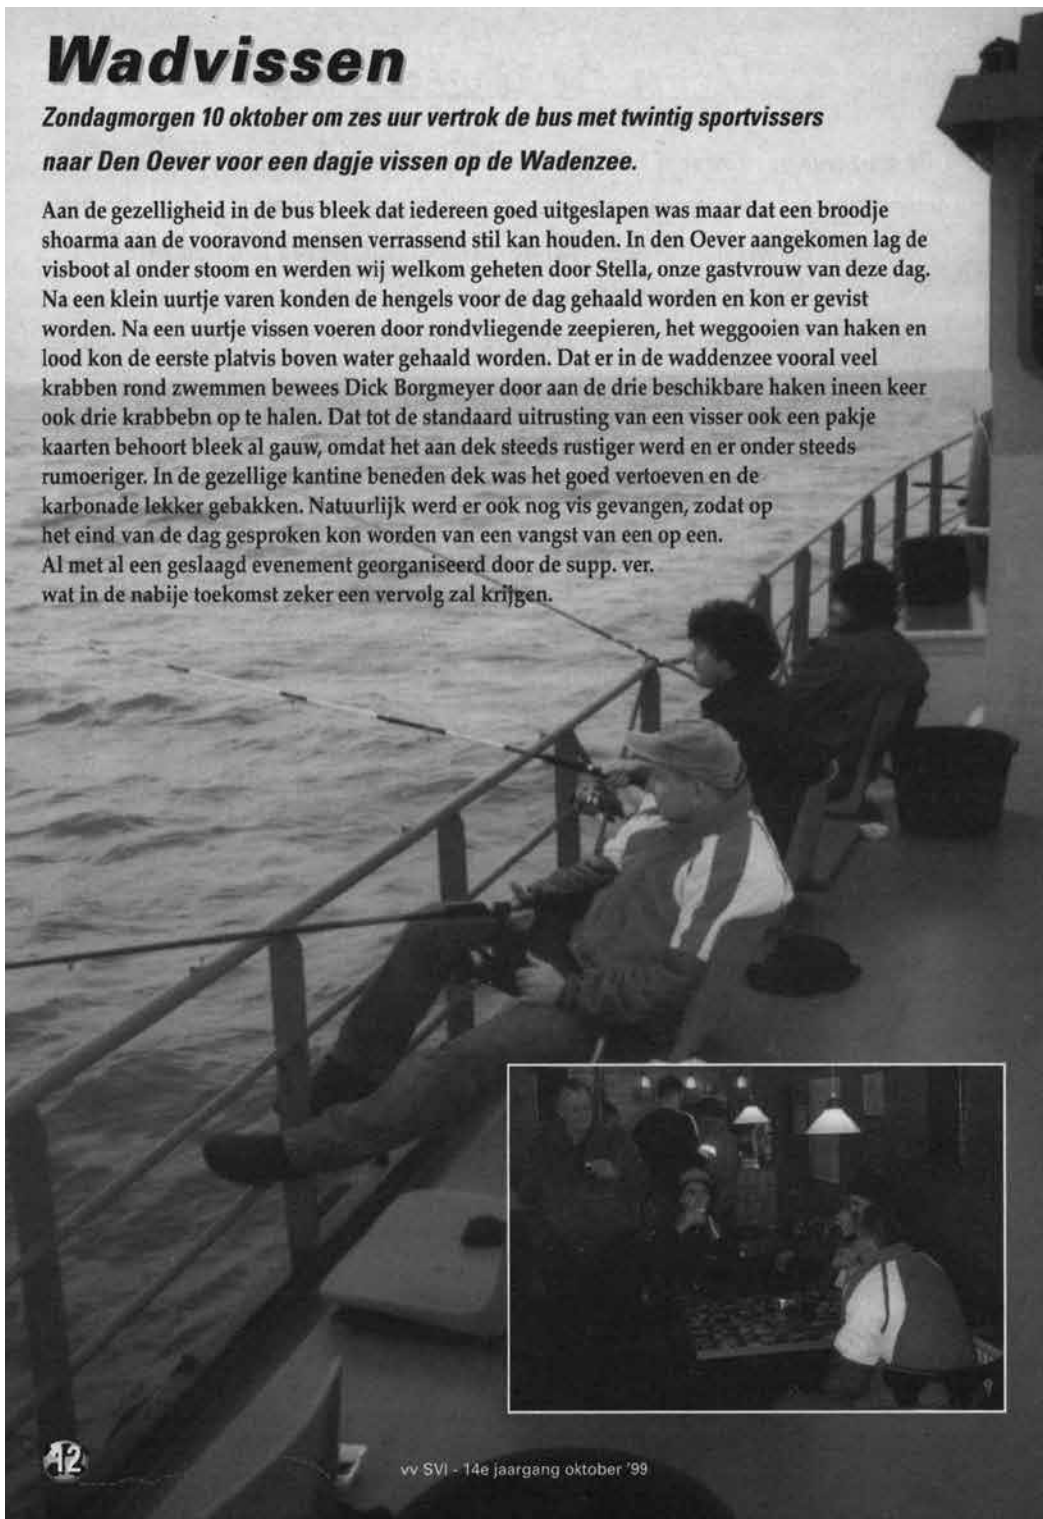 Wadvissen
Zondagmorgen 10 oktober om zes uur vertrok de bus met twintig sportvissers
naar Den Oever voor een dagje vissen op de Wadenzee.
Aan de gezelligheid in de bus bleek dat iedereen goed uitgeslapen was maar dat een broodje
shoarma aan de vooravond mensen verrassend stil kan houden. In den Oever aangekomen lag de
visboot al onder stoom en werden wij welkom geheten door Stella, onze gastvrouw van deze dag.
Na een klein uurtje varen konden de hengels voor de dag gehaald worden en kon er gevist
worden. Na een uurtje vissen voeren door rondvliegende zeepieren, het weggooien van haken en
lood kon de eerste platvis boven water gehaald worden. Dat er in de waddenzee vooral veel
krabben rond zwemmen bewees Dick Borgmeyer door aan de drie beschikbare haken ineen keer
ook drie krabbebn op te halen. Dat tot de standaard uitrusting van een visser ook een pakje
kaarten behoort bleek al gauw, omdat het aan dek steeds rustiger werd en er onder steeds
rumoeriger. In de gezellige kantine beneden dek was het goed vertoeven en de
karbonade lekker gebakken. Natuurlijk werd er ook nog vis gevangen, zodat op
het eind van de dag gesproken kon worden van een vangst van een op een.
Al met al een geslaagd evenement georganiseerd door de supp. ver.
wat in de nabije toekomst zeker een vervolg zal krijgen.
12
vv SVI - 14e jaargang oktober '99